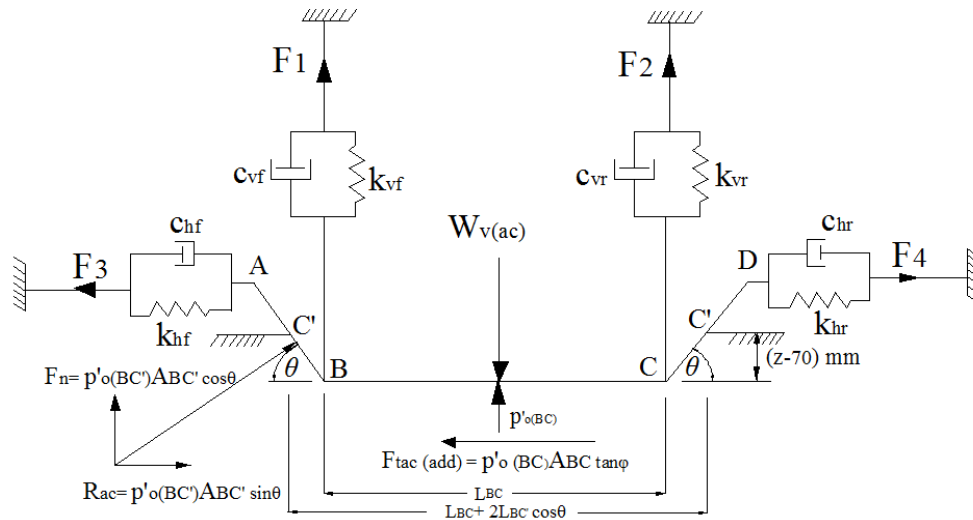 F1
F2
cvf
kvf
cvr
kvr
Wv(ac)
chf
A
F3
khf
C'
θ
B
chr
D
F4
khr
C'
θ
C
(z-70) mm
Fn= p'o(BC')ABC' cosθ
p'o(BC)
Ftac (add) = p'o (BC)ABC tanφ
Rac= p'o(BC')ABC' sinθ
LBC
LBC+ 2LBC' cosθ